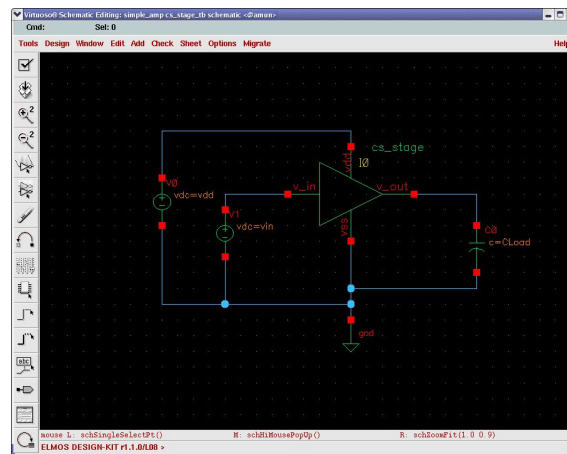 Virtuoso® Schematic Editing: simple_amp cs_stage_tb schematic <@amun>
Cmd: Sel: 0
Tools Design Window Edit Add Check Sheet Options Migrate Help
cs_stage
I0
vdd
v_in
v_out
vss
V0
vdc=vdd
V1
vdc=vin
C0
c=CLoad
gnd
abc
mouse L: schSingleSelectPt() M: schHiMousePopUp() R: schZoomFit(1.0 0.9)
ELMOS DESIGN-KIT r1.1.0/L08 >